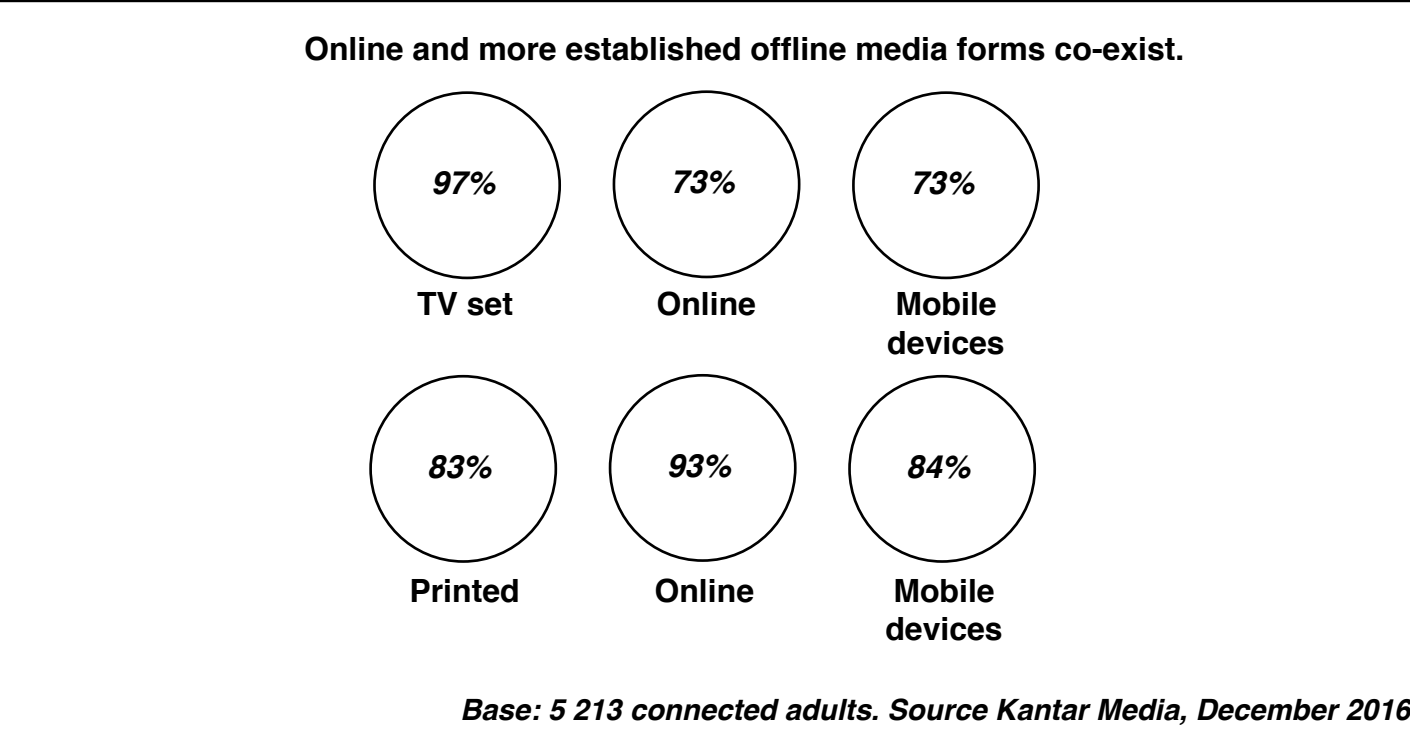 Online and more established offline media forms co-exist.
97% 73% 73%
TV set Online Mobile
devices
83% 93% 84%
Printed Online Mobile
devices
Base: 5 213 connected adults. Source Kantar Media, December 2016